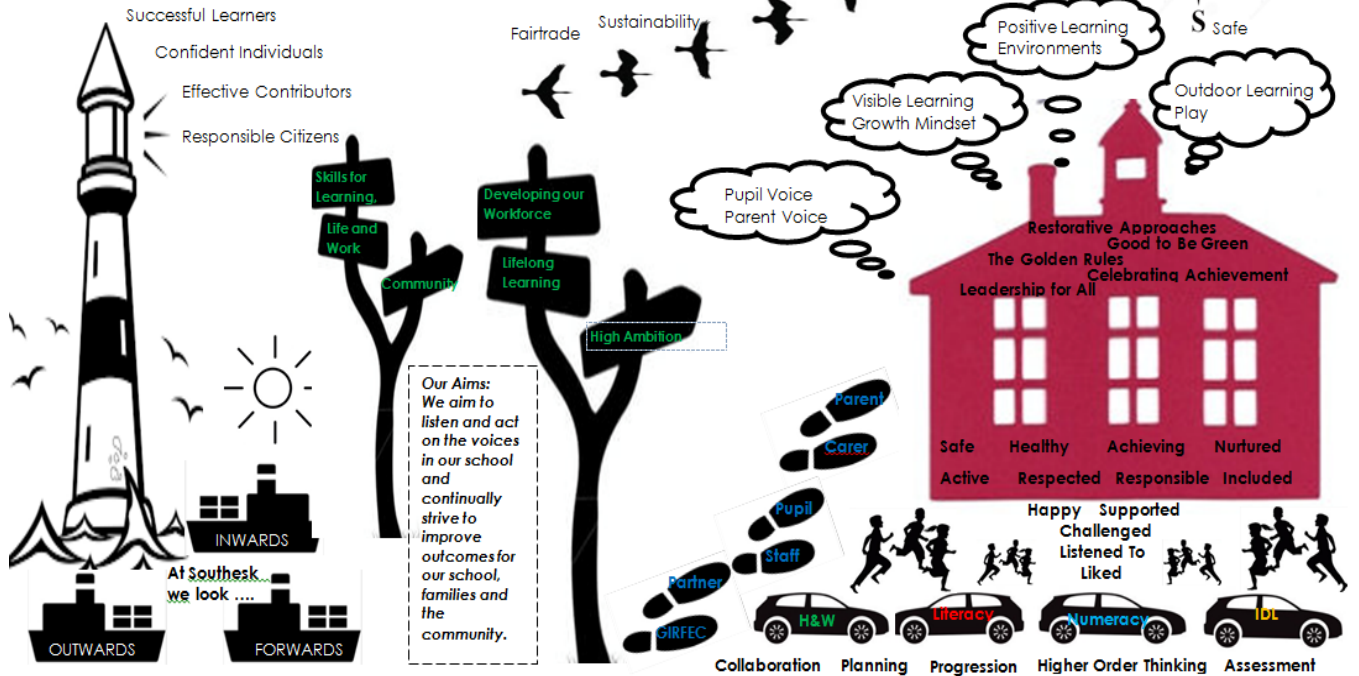 Successful Learners
Confident Individuals
Effective Contributors
Responsible Citizens
Fairtrade
Sustainability
S Safe
Positive Learning
Environments
Visible Learning
Growth Mindset
Outdoor Learning
Play
Pupil Voice
Parent Voice
Skills for
Learning,
Life and
Work
Community
Developing our
Workforce
Lifelong
Learning
High Ambition
Restorative Approaches
Good to Be Green
The Golden Rules
Celebrating Achievement
Leadership for All
Safe Healthy Achieving Nurtured
Active Respected Responsible Included
Our Aims:
We aim to
listen and act
on the voices
in our school
and
continually
strive to
improve
outcomes for
our school,
families and
the
community.
Parent
Carer
Pupil
Staff
Partner
GIRFEC
Happy Supported
Challenged
Listened To
Liked
INWARDS
At Southesk
we look ....
OUTWARDS
FORWARDS
H&W
Literacy
Numeracy
IDL
Collaboration Planning Progression Higher Order Thinking Assessment